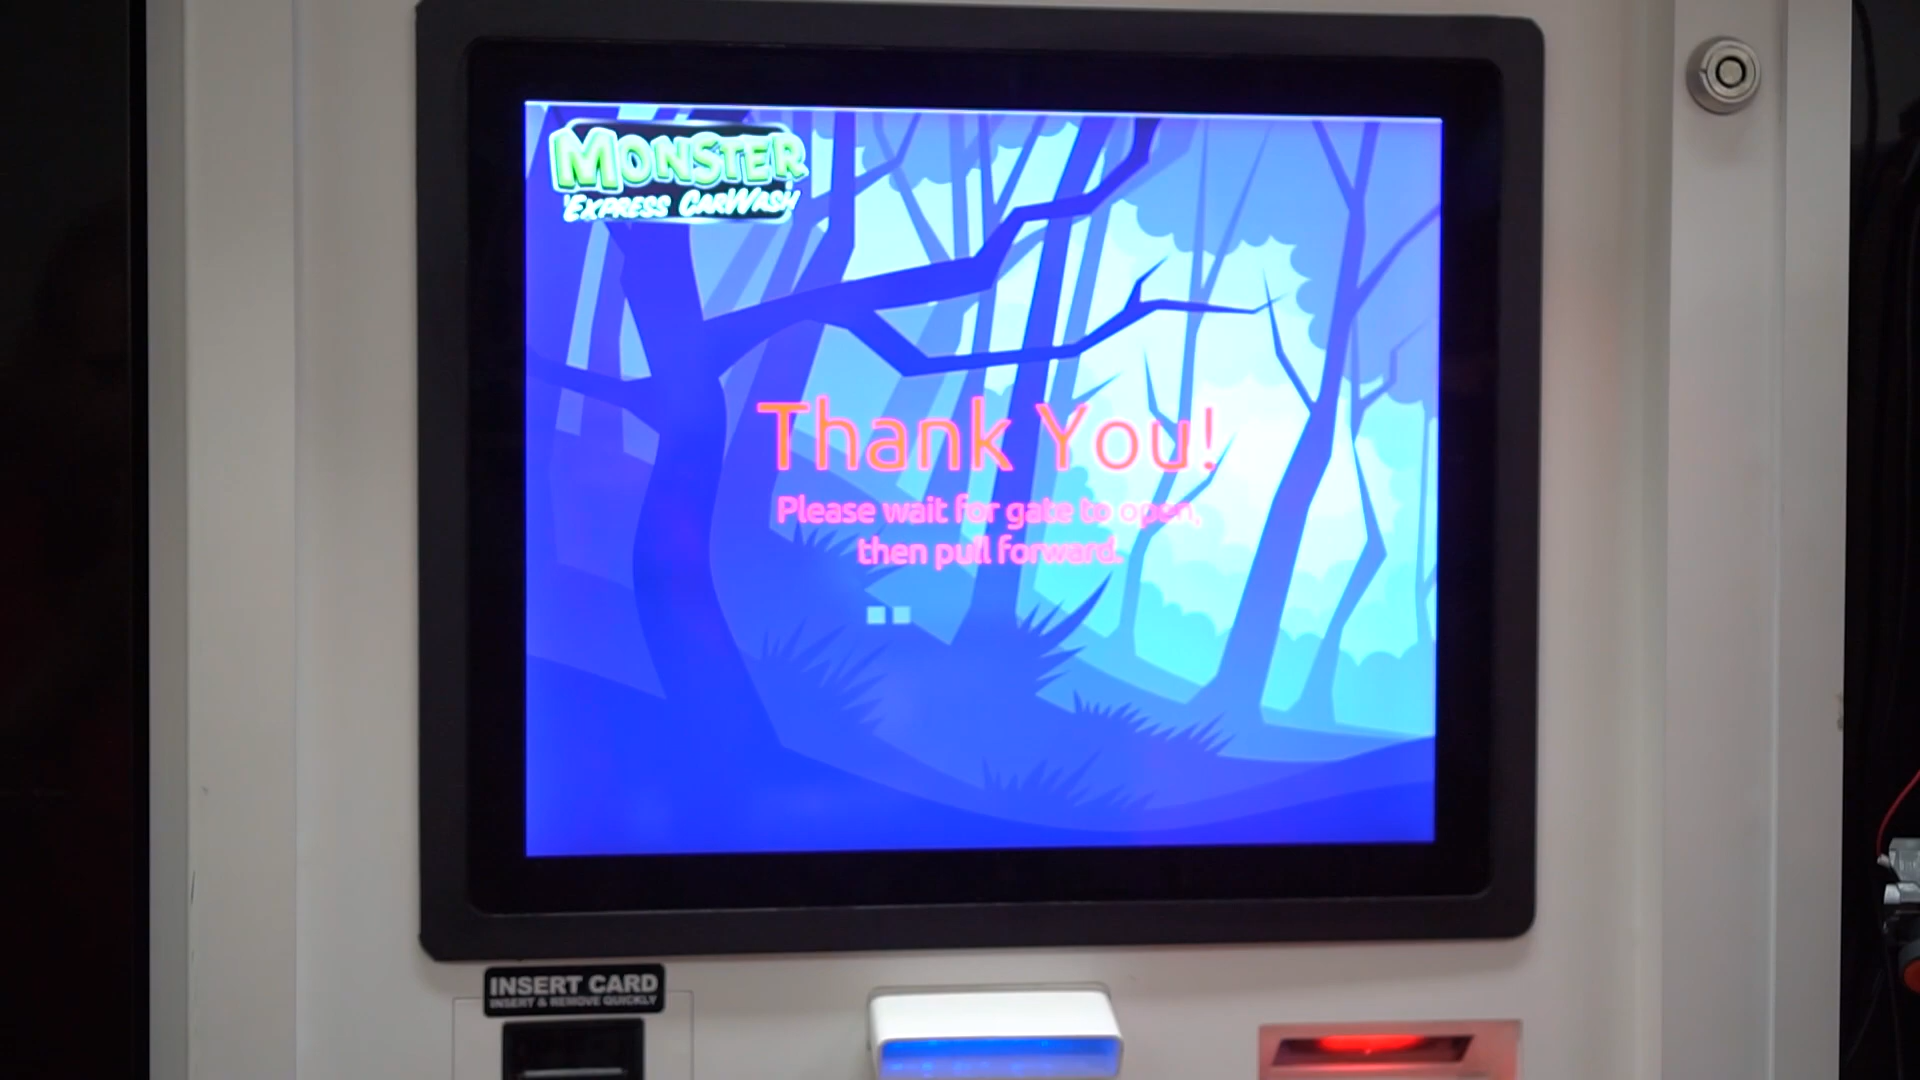 MONSTER
EXPRESS CARWASH
Thank You!
Please wait for gate to open,
then pull forward.
INSERT CARD
INSERT & REMOVE QUICKLY